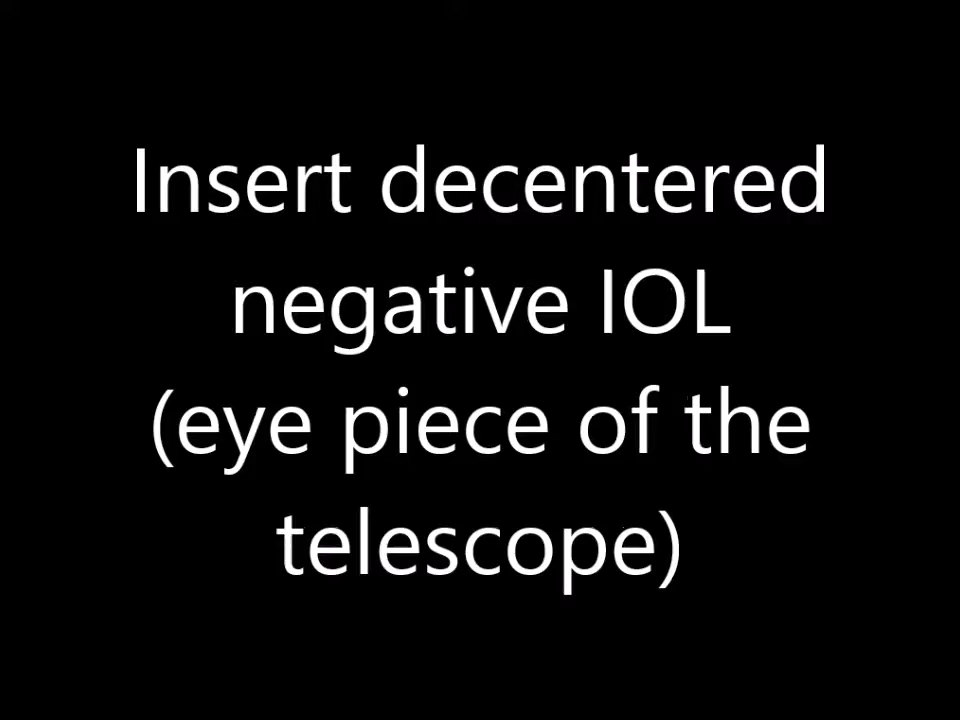 Insert decentered
negative IOL
(eye piece of the
telescope)